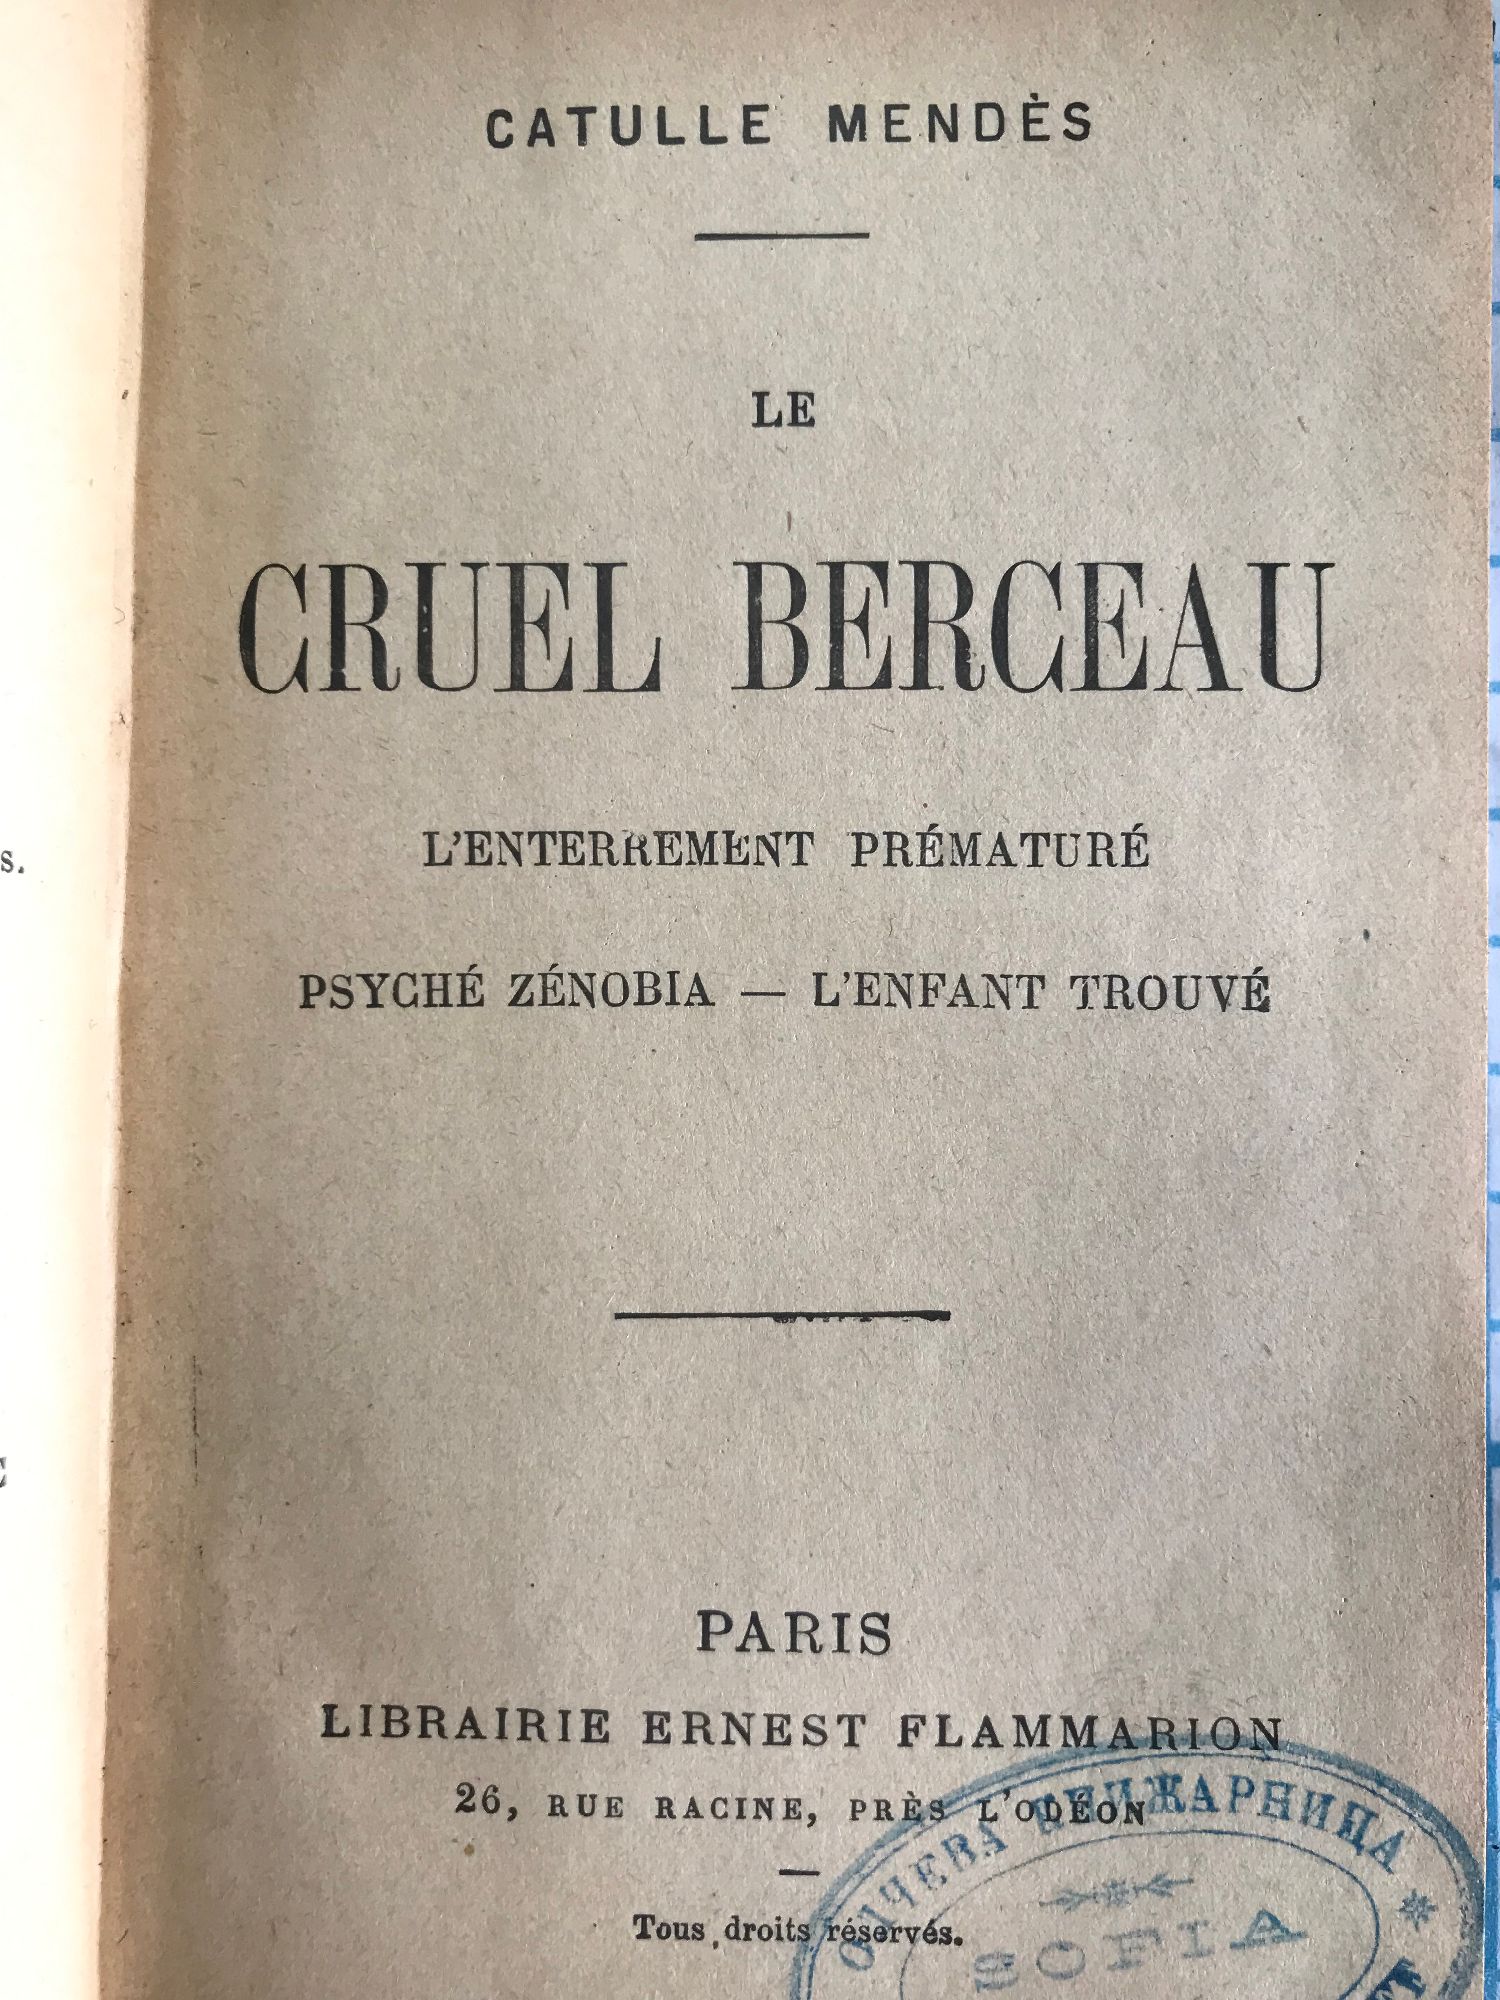 CATULLE MENDÈS
LE
CRUEL BERCEAU
L'ENTERREMENT PRÉMATURÉ
PSYCHÉ ZÉNOBIA — L'ENFANT TROUVÉ
PARIS
LIBRAIRIE ERNEST FLAMMARION
26, RUE RACINE, PRÈS L'ODÉON
Tous droits réservés.
КНИЖАРНИЦА *
SOFIA
s.